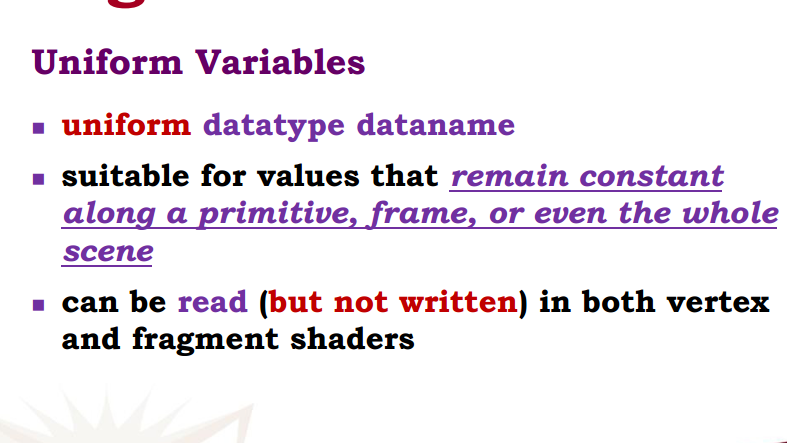 Uniform Variables
▪ uniform datatype dataname
▪ suitable for values that remain constant
along a primitive, frame, or even the whole
scene
▪ can be read (but not written) in both vertex
and fragment shaders